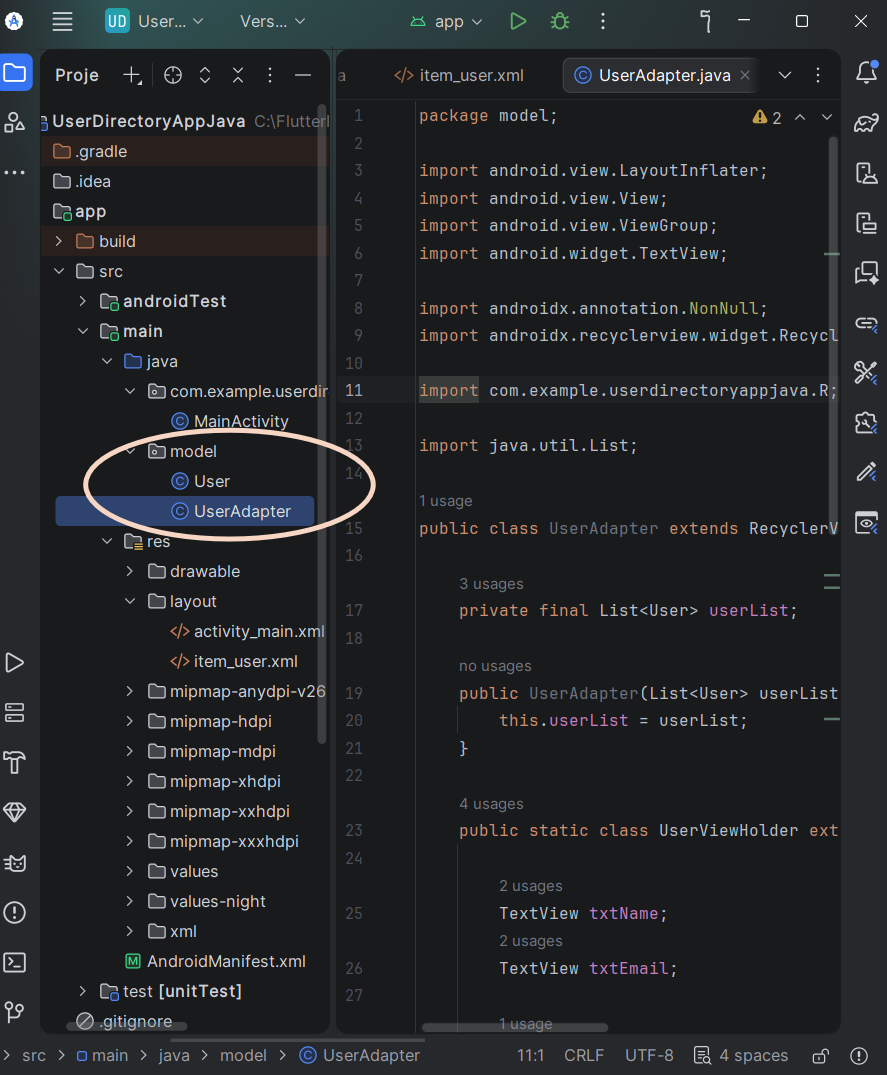 UD User... Vers... app
Proje
UserDirectoryAppJava C:\Flutter
.gradle
.idea
app
build
src
androidTest
main
java
com.example.userdir
MainActivity
model
User
UserAdapter
res
drawable
layout
activity_main.xml
item_user.xml
mipmap-anydpi-v26
mipmap-hdpi
mipmap-mdpi
mipmap-xhdpi
mipmap-xxhdpi
mipmap-xxxhdpi
values
values-night
xml
AndroidManifest.xml
test [unitTest]
.gitignore
a </> item_user.xml UserAdapter.java
1 package model; 2
2
3 import android.view.LayoutInflater;
4 import android.view.View;
5 import android.view.ViewGroup;
6 import android.widget.TextView;
7
8 import androidx.annotation.NonNull;
9 import androidx.recyclerview.widget.Recycl
10
11 import com.example.userdirectoryappjava.R;
12
13 import java.util.List;
14
1 usage
15 public class UserAdapter extends RecyclerV
16
3 usages
17 private final List<User> userList;
18
no usages
19 public UserAdapter(List<User> userList
20 this.userList = userList;
21 }
22
4 usages
23 public static class UserViewHolder ext
24
2 usages
25 TextView txtName;
2 usages
26 TextView txtEmail;
27
1 usage
src > main > java > model > UserAdapter 11:1 CRLF UTF-8 4 spaces